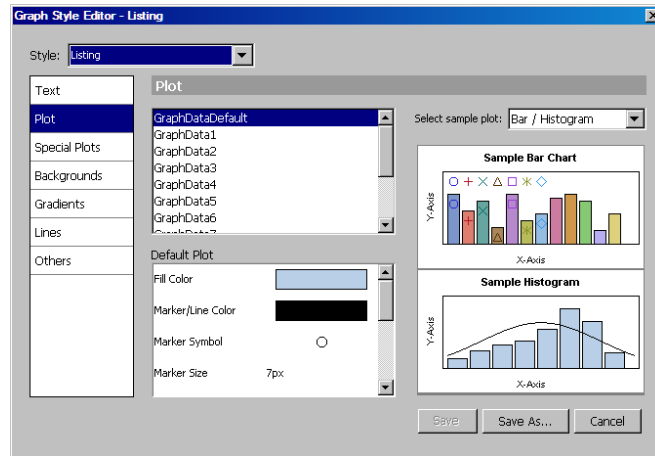 Graph Style Editor - Listing
Style: Listing
Text
Plot
Special Plots
Backgrounds
Gradients
Lines
Others
Plot
GraphDataDefault
GraphData1
GraphData2
GraphData3
GraphData4
GraphData5
GraphData6
GraphData7
Default Plot
Fill Color
Marker/Line Color
Marker Symbol
Marker Size 7px
Select sample plot: Bar / Histogram
Sample Bar Chart
Y-Axis
X-Axis
Sample Histogram
Y-Axis
X-Axis
Save Save As... Cancel